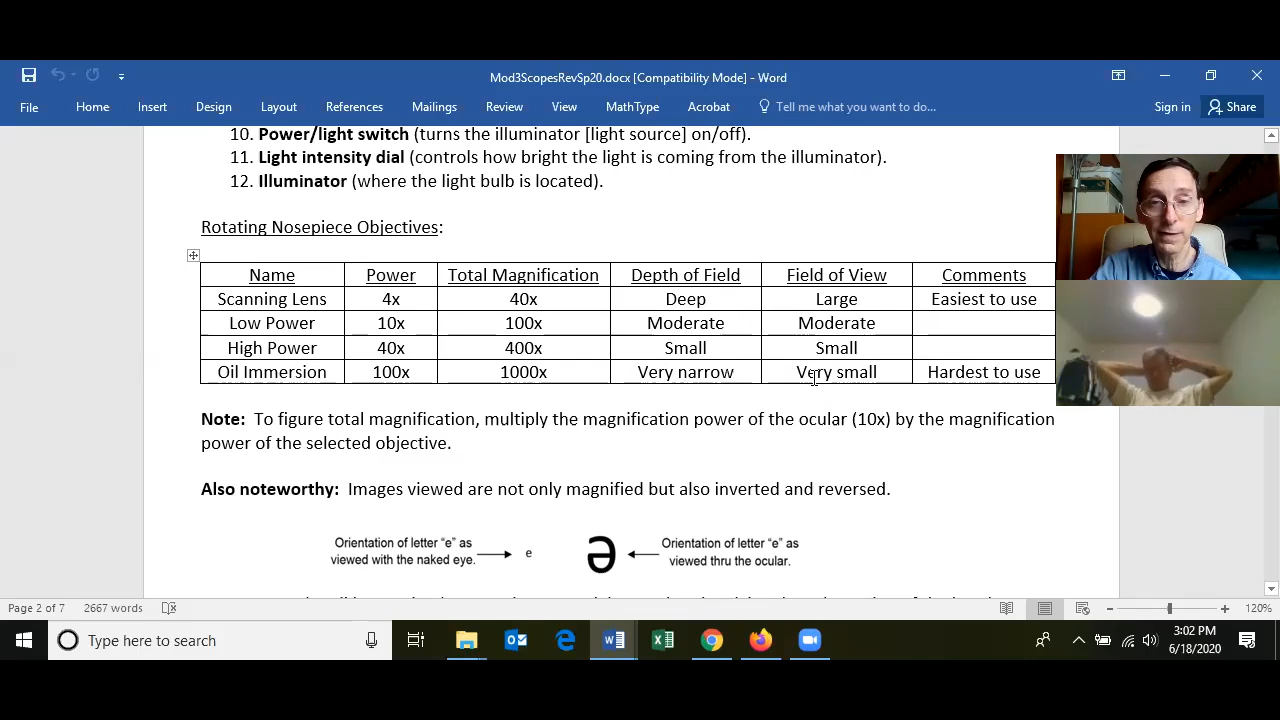 Mod3ScopesRevSp20.docx [Compatibility Mode] - Word
File Home Insert Design Layout References Mailings Review View MathType Acrobat Tell me what you want to do... Sign in Share
10. Power/light switch (turns the illuminator [light source] on/off).
11. Light intensity dial (controls how bright the light is coming from the illuminator).
12. Illuminator (where the light bulb is located).
Rotating Nosepiece Objectives:
Name Power Total Magnification Depth of Field Field of View Comments
Scanning Lens 4x 40x Deep Large Easiest to use
Low Power 10x 100x Moderate Moderate
High Power 40x 400x Small Small
Oil Immersion 100x 1000x Very narrow Very small Hardest to use
Note: To figure total magnification, multiply the magnification power of the ocular (10x) by the magnification
power of the selected objective.
Also noteworthy: Images viewed are not only magnified but also inverted and reversed.
Orientation of letter “e” as
viewed with the naked eye.
e
ə
Orientation of letter “e” as
viewed thru the ocular.
Page 2 of 7 2667 words 120%
Type here to search
3:02 PM
6/18/2020